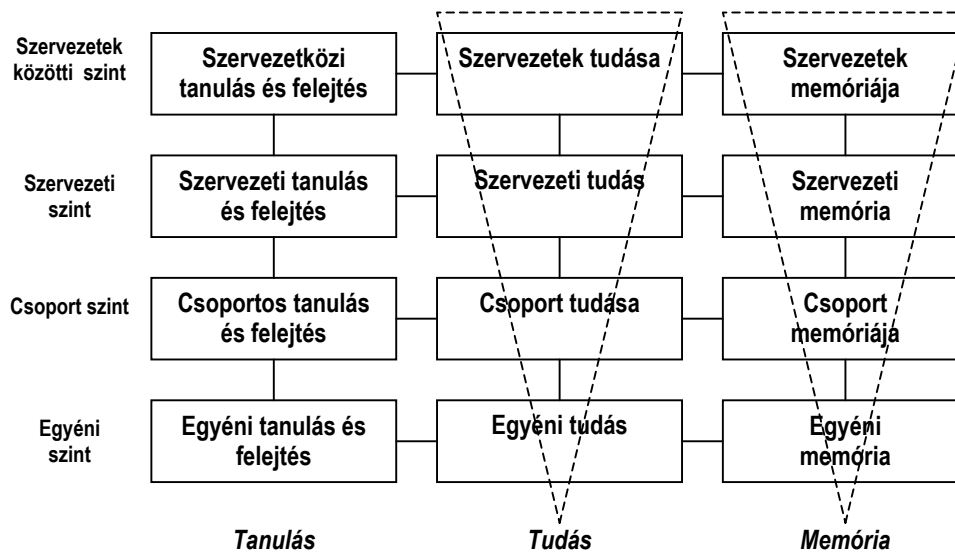 Szervezetek
közötti szint
Szervezetközi
tanulás és felejtés
Szervezetek tudása
Szervezetek
memóriája
Szervezeti
szint
Szervezeti tanulás
és felejtés
Szervezeti tudás
Szervezeti
memória
Csoport szint
Csoportos tanulás
és felejtés
Csoport tudása
Csoport
memóriája
Egyéni
szint
Egyéni tanulás és
felejtés
Egyéni tudás
Egyéni
memória
Tanulás
Tudás
Memória